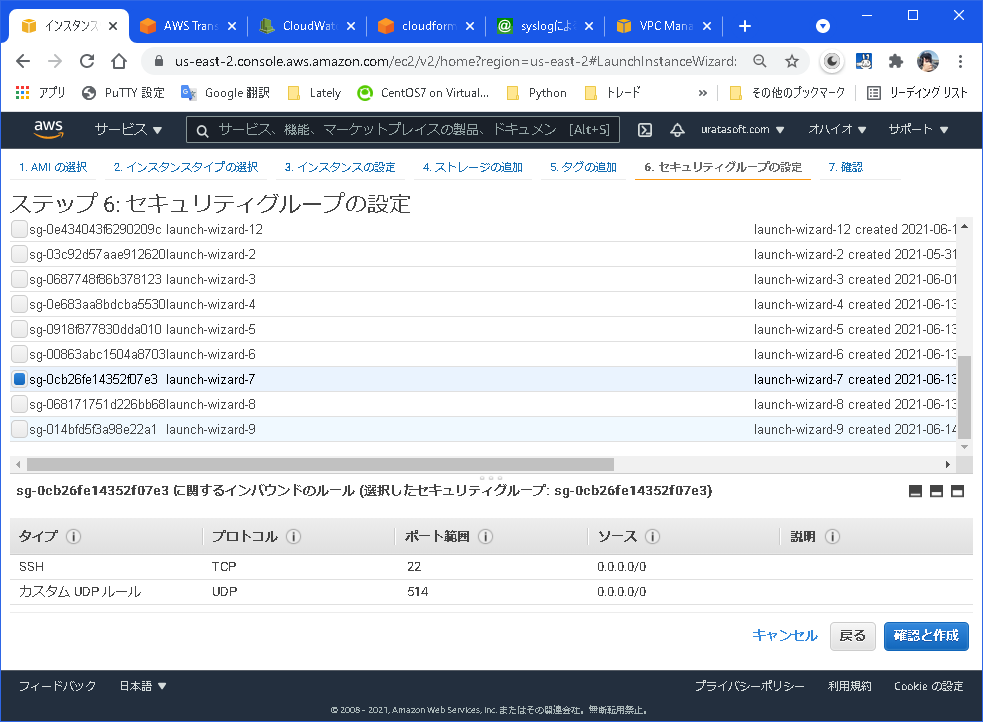 インスタンス
AWS Trans
CloudWat
cloudform
syslogによ
VPC Mana
us-east-2.console.aws.amazon.com/ec2/v2/home?region=us-east-2#LaunchInstanceWizard:
アプリ
PuTTY 設定
Google 翻訳
Lately
CentOS7 on Virtual...
Python
トレード
»
その他のブックマーク
リーディング リスト
aws
サービス
サービス、機能、マーケットプレイスの製品、ドキュメン [Alt+S]
uratasoft.com
オハイオ
サポート
1. AMI の選択
2. インスタンスタイプの選択
3. インスタンスの設定
4. ストレージの追加
5. タグの追加
6. セキュリティグループの設定
7. 確認
ステップ 6: セキュリティグループの設定
sg-0e434043f6290209c launch-wizard-12 launch-wizard-12 created 2021-06-1
sg-03c92d57aae912620 launch-wizard-2 launch-wizard-2 created 2021-05-31
sg-0687748f86b378123 launch-wizard-3 launch-wizard-3 created 2021-06-01
sg-0e683aa8bdcba5530 launch-wizard-4 launch-wizard-4 created 2021-06-13
sg-0918f877830dda010 launch-wizard-5 launch-wizard-5 created 2021-06-13
sg-00863abc1504a8703 launch-wizard-6 launch-wizard-6 created 2021-06-13
sg-0cb26fe14352f07e3 launch-wizard-7 launch-wizard-7 created 2021-06-13
sg-068171751d226bb68 launch-wizard-8 launch-wizard-8 created 2021-06-13
sg-014bfd5f3a98e22a1 launch-wizard-9 launch-wizard-9 created 2021-06-14
sg-0cb26fe14352f07e3 に関するインバウンドのルール (選択したセキュリティグループ: sg-0cb26fe14352f07e3)
タイプ プロトコル ポート範囲 ソース 説明
SSH TCP 22 0.0.0.0/0
カスタム UDP ルール UDP 514 0.0.0.0/0
キャンセル
戻る
確認と作成
フィードバック
日本語
プライバシーポリシー
利用規約
Cookie の設定
© 2008 - 2021, Amazon Web Services, Inc. またはその関連会社。無断転用禁止。